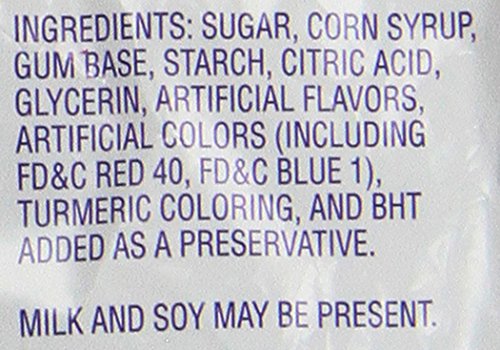 INGREDIENTS: SUGAR, CORN SYRUP,
GUM BASE, STARCH, CITRIC ACID,
GLYCERIN, ARTIFICIAL FLAVORS,
ARTIFICIAL COLORS (INCLUDING
FD&C RED 40, FD&C BLUE 1),
TURMERIC COLORING, AND BHT
ADDED AS A PRESERVATIVE.
MILK AND SOY MAY BE PRESENT.